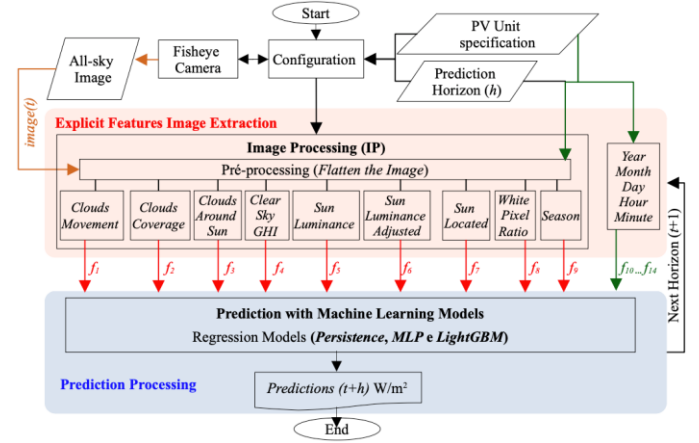 Start
PV Unit
specification
All-sky
Image
Fisheye
Camera
Configuration
Prediction
Horizon (h)
image(t)
Explicit Features Image Extraction
Image Processing (IP)
Pré-processing (Flatten the Image)
Year
Month
Day
Hour
Minute
Clouds
Movement
Clouds
Coverage
Clouds
Around
Sun
Clear
Sky
GHI
Sun
Luminance
Sun
Luminance
Adjusted
Sun
Located
White
Pixel
Ratio
Season
f1
f2
f3
f4
f5
f6
f7
f8
f9
f10...f14
Next Horizon (t+1)
Prediction with Machine Learning Models
Regression Models (Persistence, MLP e LightGBM)
Prediction Processing
Predictions (t+h) W/m²
End